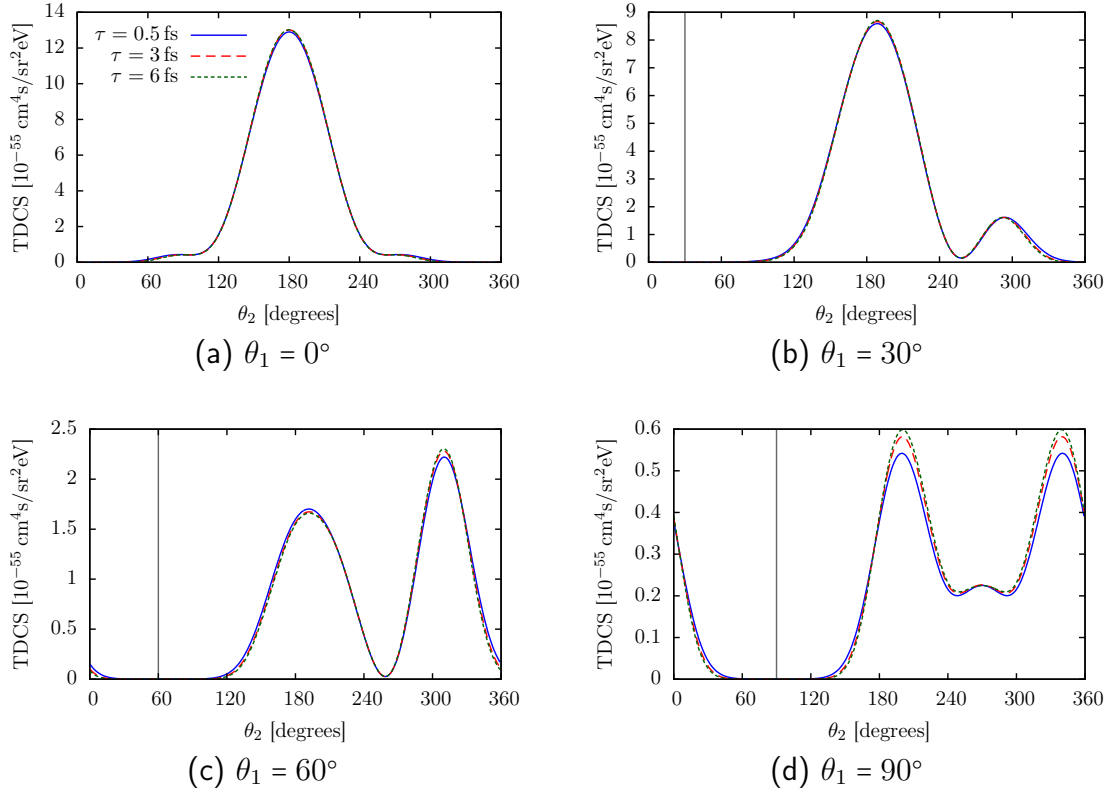 TDCS [10⁻⁵⁵ cm⁴s/sr²eV]
14
12
10
8
6
4
2
0
τ = 0.5 fs
τ = 3 fs
τ = 6 fs
0 60 120 180 240 300 360
θ₂ [degrees]
(a) θ₁ = 0°
TDCS [10⁻⁵⁵ cm⁴s/sr²eV]
9
8
7
6
5
4
3
2
1
0
0 60 120 180 240 300 360
θ₂ [degrees]
(b) θ₁ = 30°
TDCS [10⁻⁵⁵ cm⁴s/sr²eV]
2.5
2
1.5
1
0.5
0
0 60 120 180 240 300 360
θ₂ [degrees]
(c) θ₁ = 60°
TDCS [10⁻⁵⁵ cm⁴s/sr²eV]
0.6
0.5
0.4
0.3
0.2
0.1
0
0 60 120 180 240 300 360
θ₂ [degrees]
(d) θ₁ = 90°